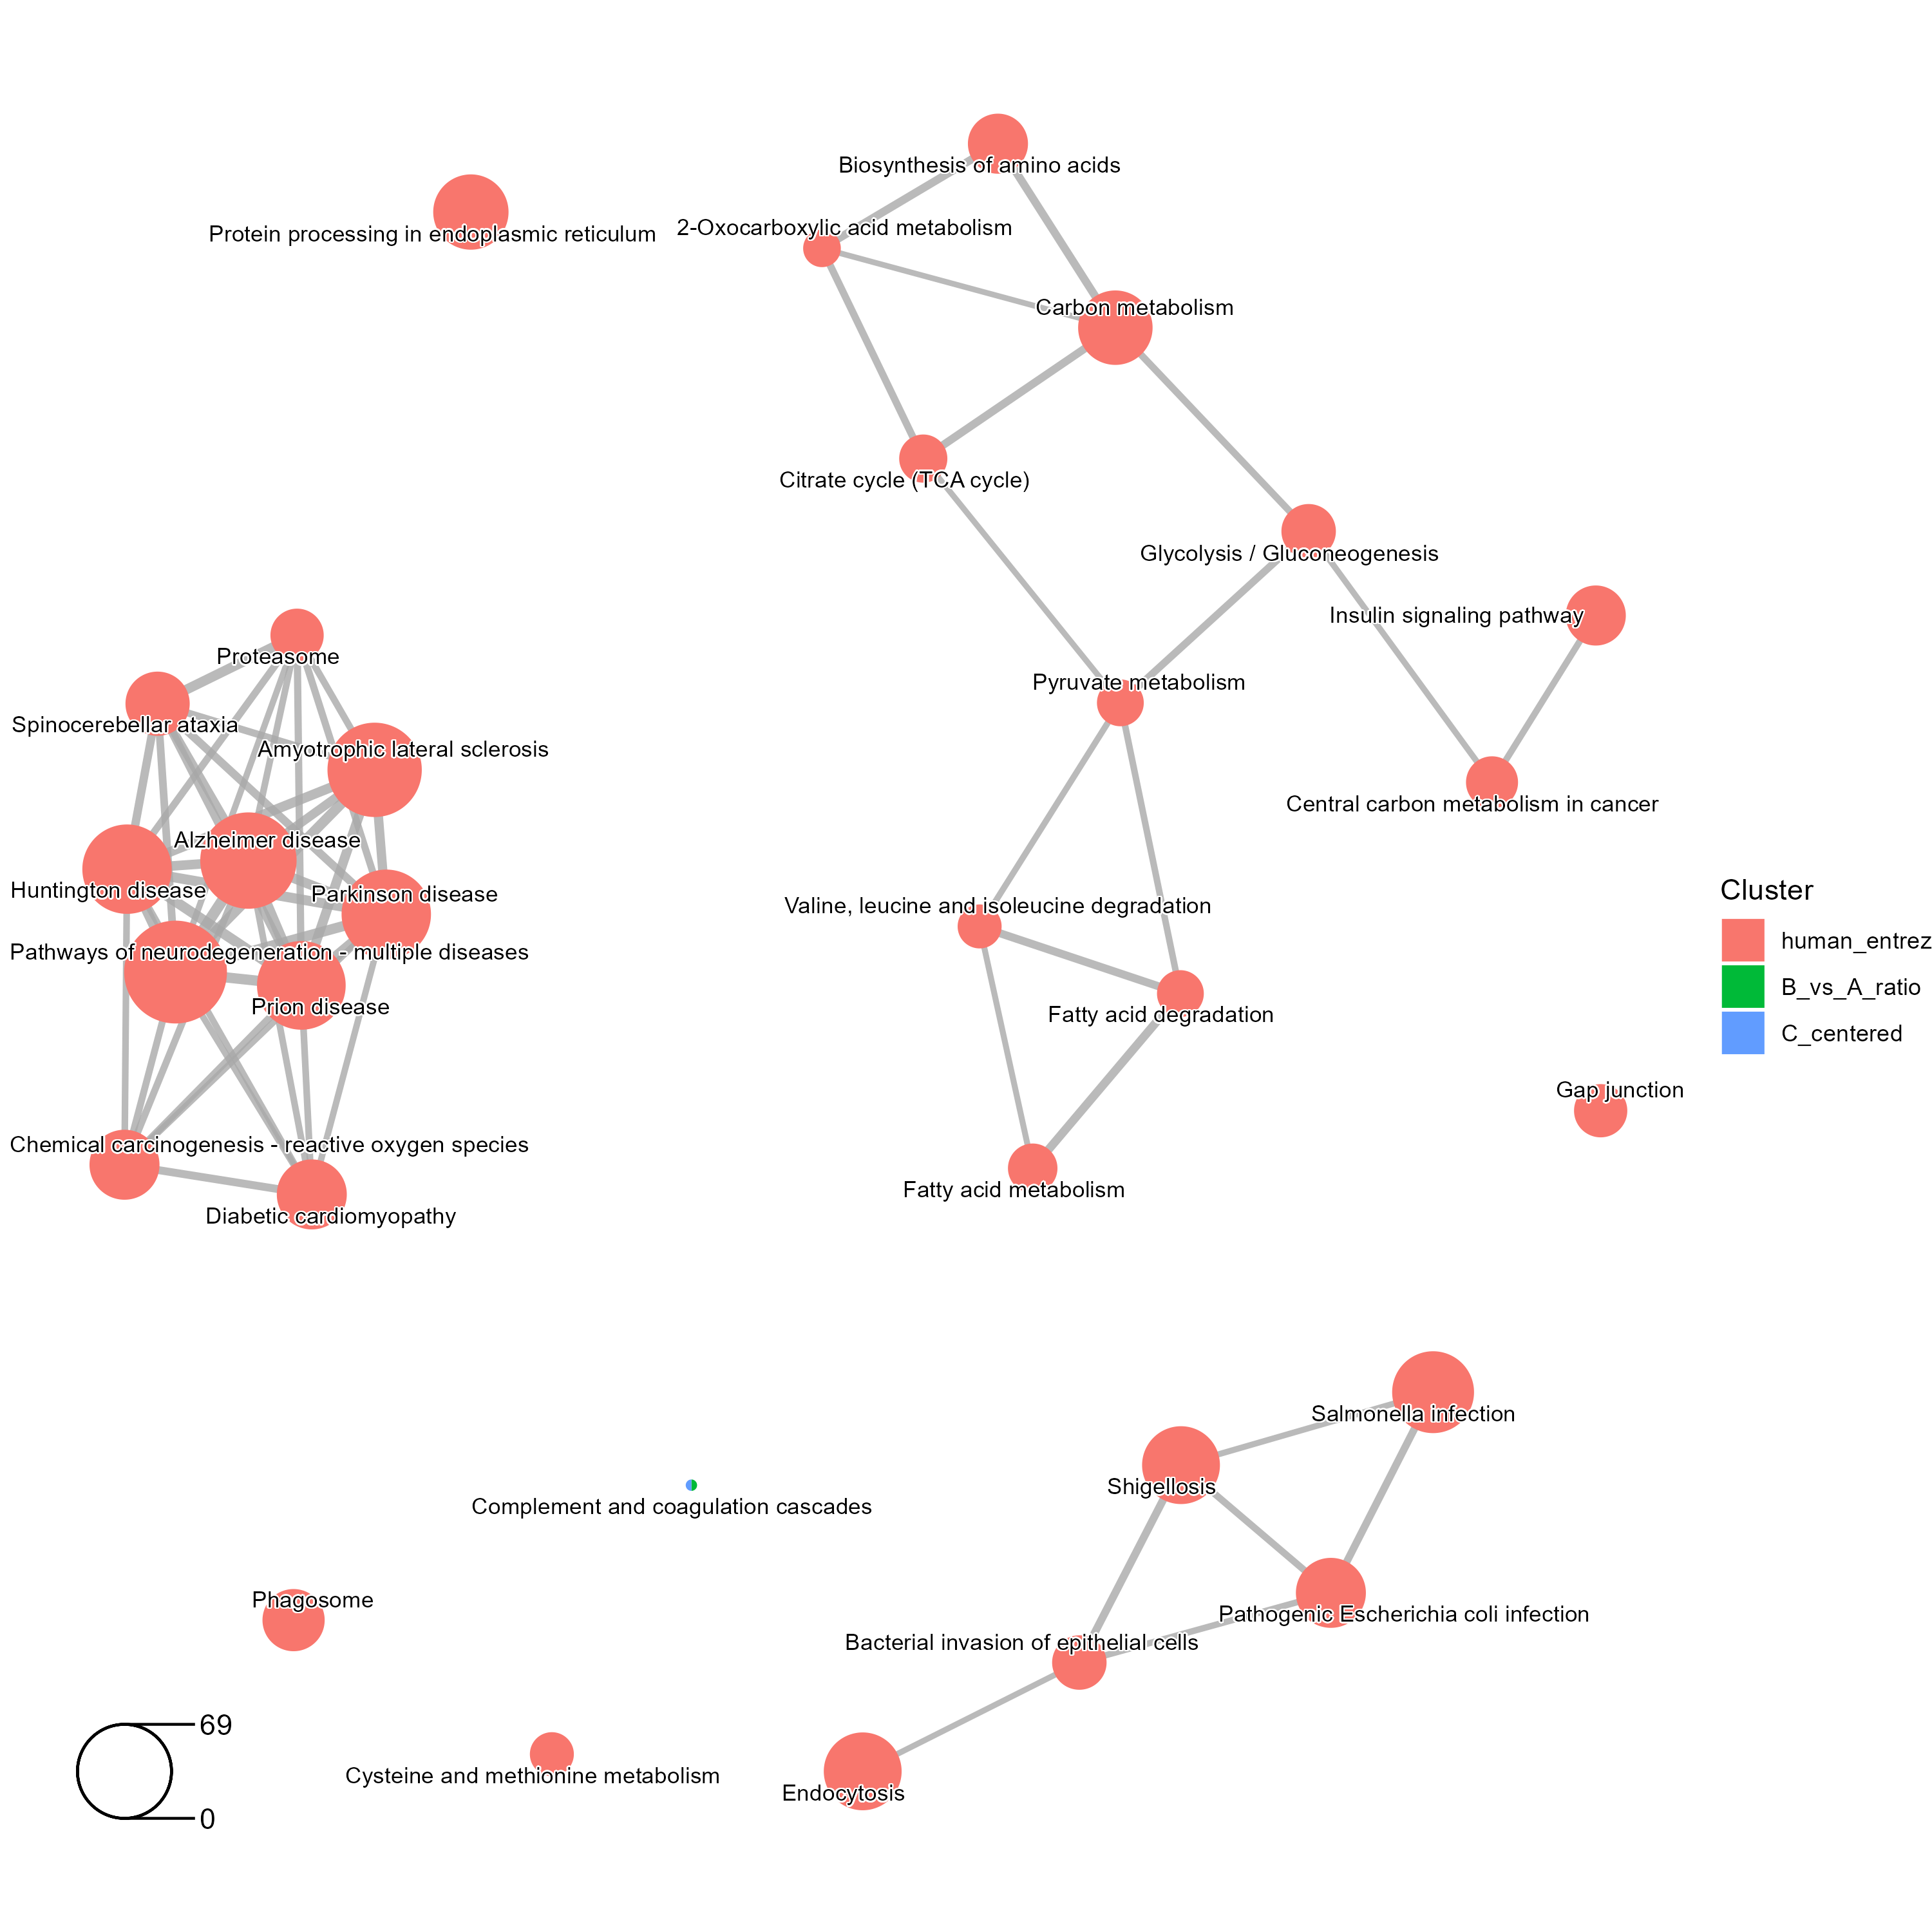 Biosynthesis of amino acids
Protein processing in endoplasmic reticulum
2-Oxocarboxylic acid metabolism
Carbon metabolism
Citrate cycle (TCA cycle)
Glycolysis / Gluconeogenesis
Insulin signaling pathway
Proteasome
Pyruvate metabolism
Spinocerebellar ataxia
Amyotrophic lateral sclerosis
Central carbon metabolism in cancer
Alzheimer disease
Huntington disease
Parkinson disease
Valine, leucine and isoleucine degradation
Pathways of neurodegeneration - multiple diseases
Prion disease
Fatty acid degradation
Cluster
human_entrez
B_vs_A_ratio
C_centered
Gap junction
Chemical carcinogenesis - reactive oxygen species
Fatty acid metabolism
Diabetic cardiomyopathy
Salmonella infection
Shigellosis
Complement and coagulation cascades
Phagosome
Pathogenic Escherichia coli infection
Bacterial invasion of epithelial cells
69
Cysteine and methionine metabolism
Endocytosis
0